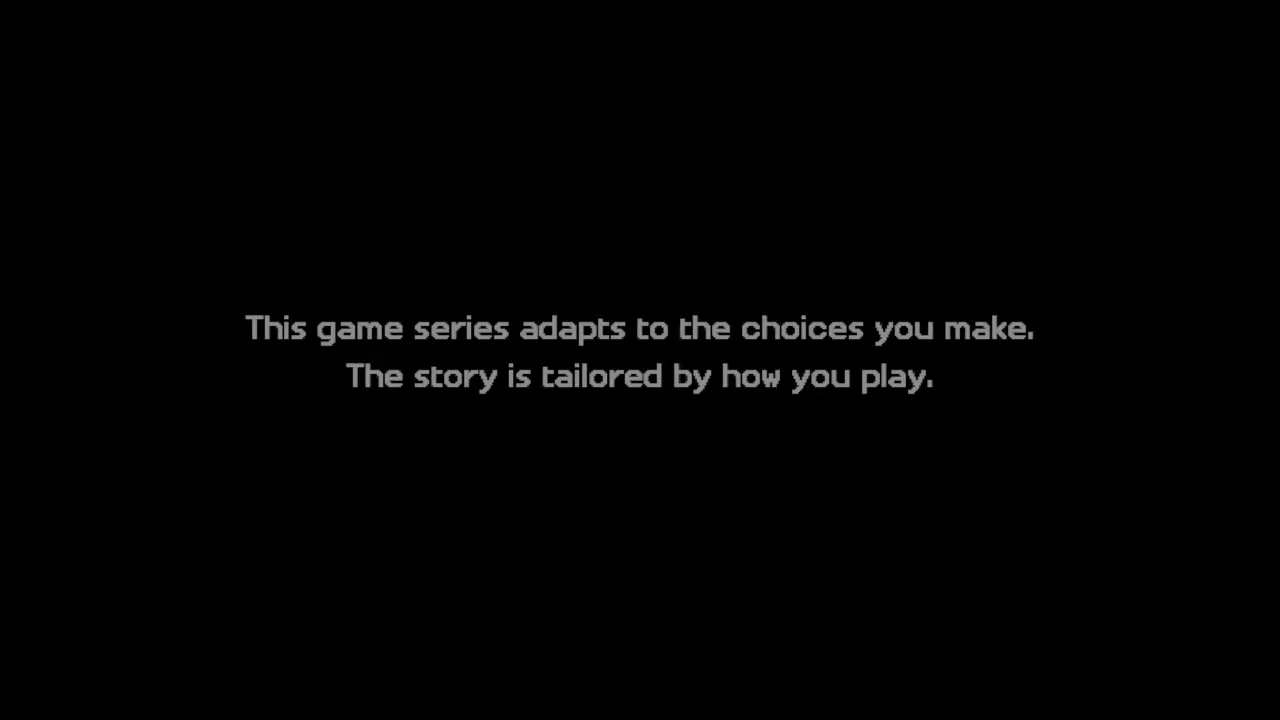 This game series adapts to the choices you make.
The story is tailored by how you play.